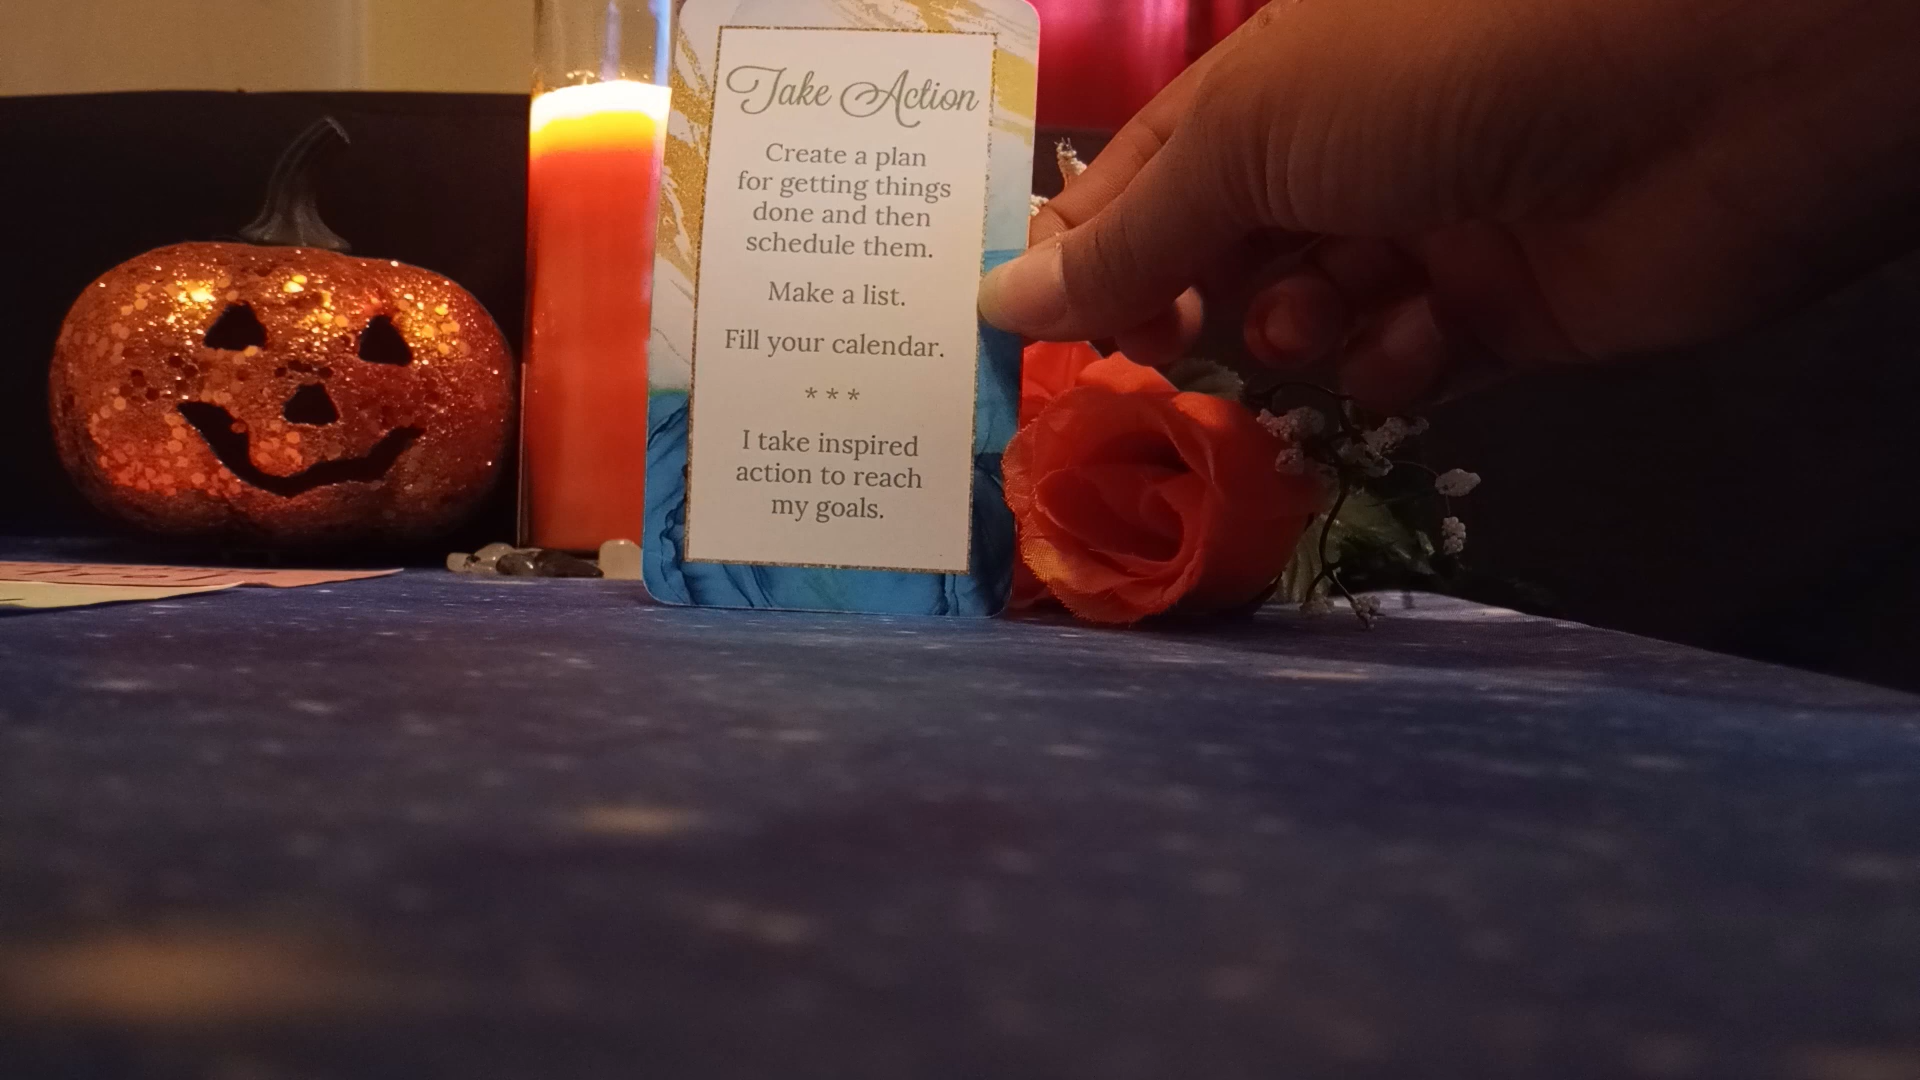 Take Action
Create a plan
for getting things
done and then
schedule them.
Make a list.
Fill your calendar.
* * *
I take inspired
action to reach
my goals.